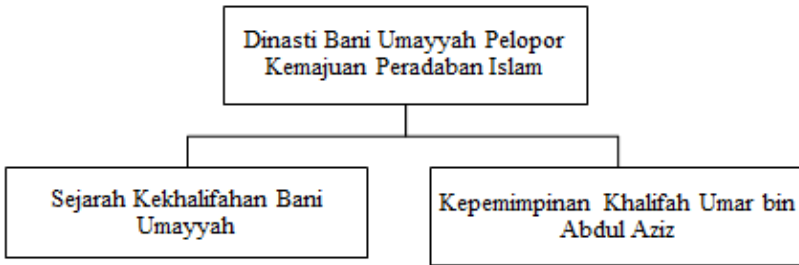 Dinasti Bani Umayyah Pelopor
Kemajuan Peradaban Islam
Sejarah Kekhalifahan Bani
Umayyah
Kepemimpinan Khalifah Umar bin
Abdul Aziz